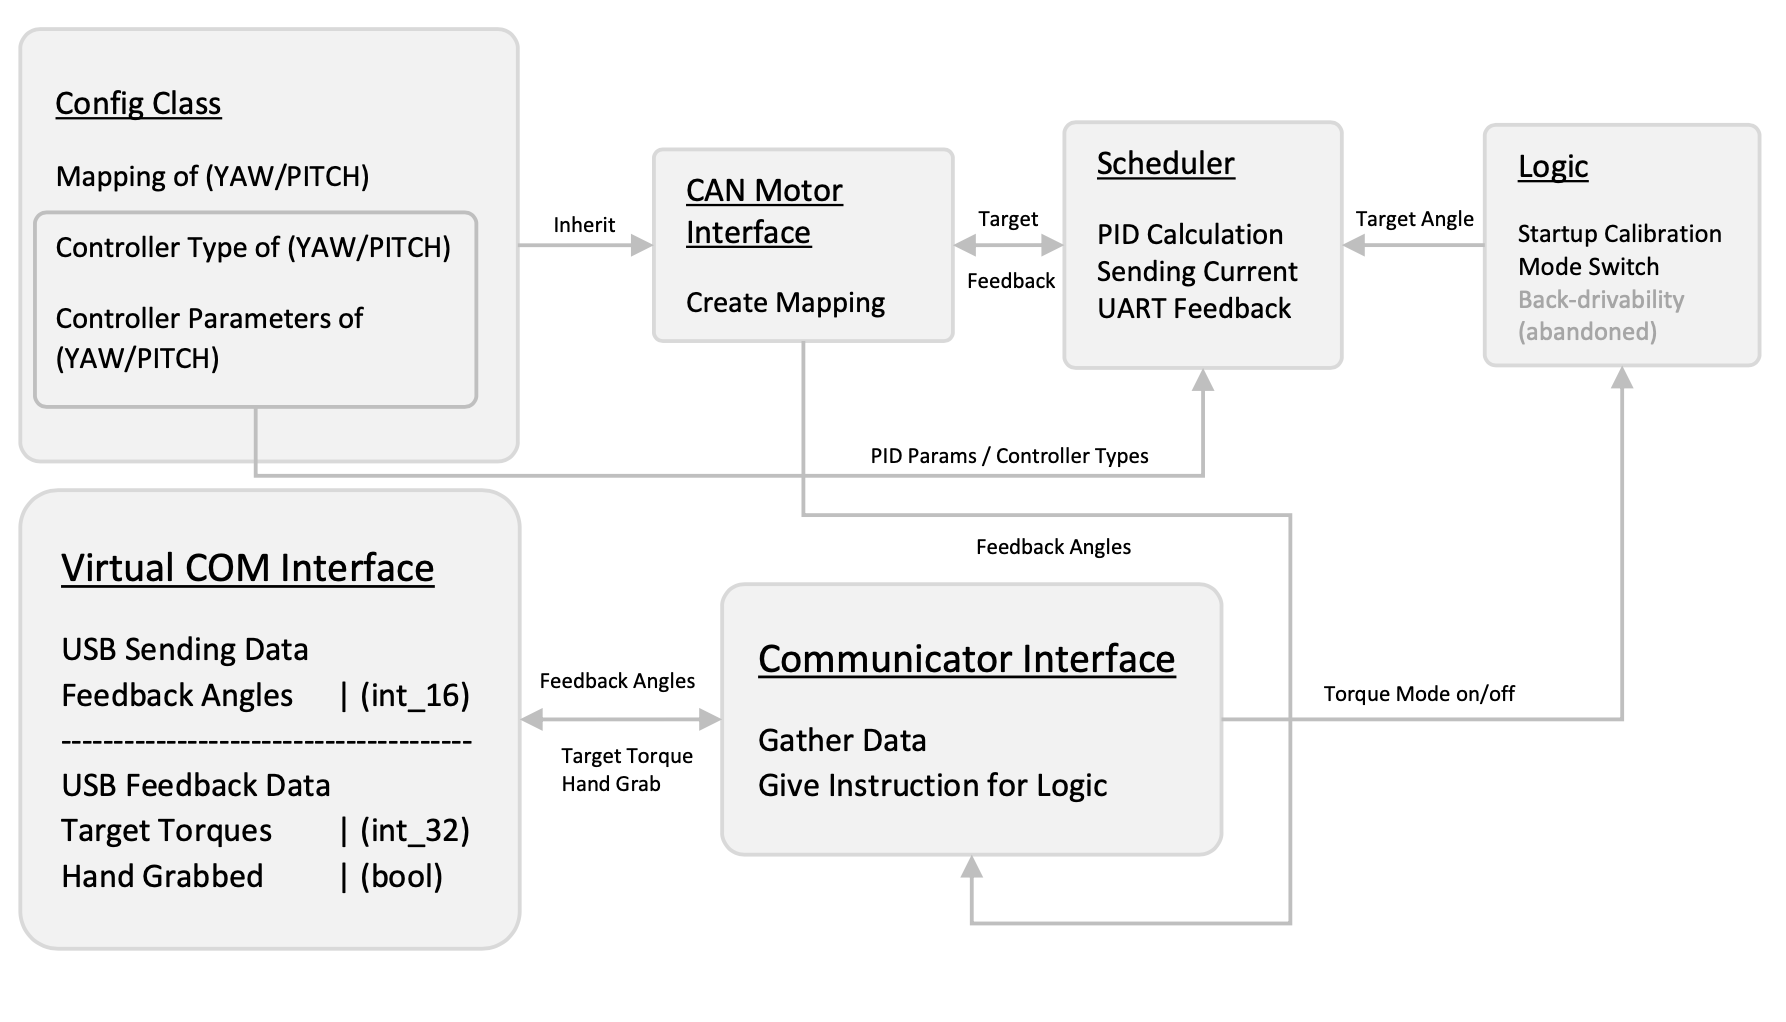 Config Class
Mapping of (YAW/PITCH)
Controller Type of (YAW/PITCH)
Controller Parameters of
(YAW/PITCH)
Inherit
CAN Motor
Interface
Create Mapping
Target
Feedback
Scheduler
PID Calculation
Sending Current
UART Feedback
Target Angle
Logic
Startup Calibration
Mode Switch
Back-drivability
(abandoned)
PID Params / Controller Types
Feedback Angles
Virtual COM Interface
USB Sending Data
Feedback Angles | (int_16)
---------------------------------------
USB Feedback Data
Target Torques | (int_32)
Hand Grabbed | (bool)
Feedback Angles
Target Torque
Hand Grab
Communicator Interface
Gather Data
Give Instruction for Logic
Torque Mode on/off